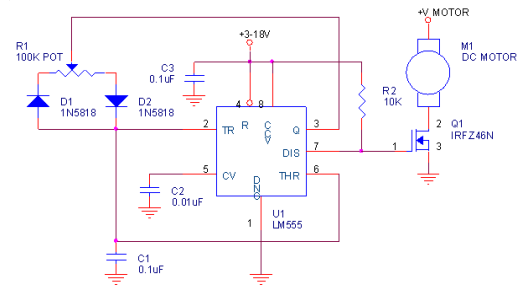 +V MOTOR
+3-18V
R1
100K POT
C3
0.1uF
M1
DC MOTOR
D1
1N5818
D2
1N5818
R2
10K
4
8
R
VCC
2
TR
Q
3
Q1
IRFZ46N
2
1
3
DIS
7
5
CV
THR
6
GND
C2
0.01uF
1
U1
LM555
C1
0.1uF